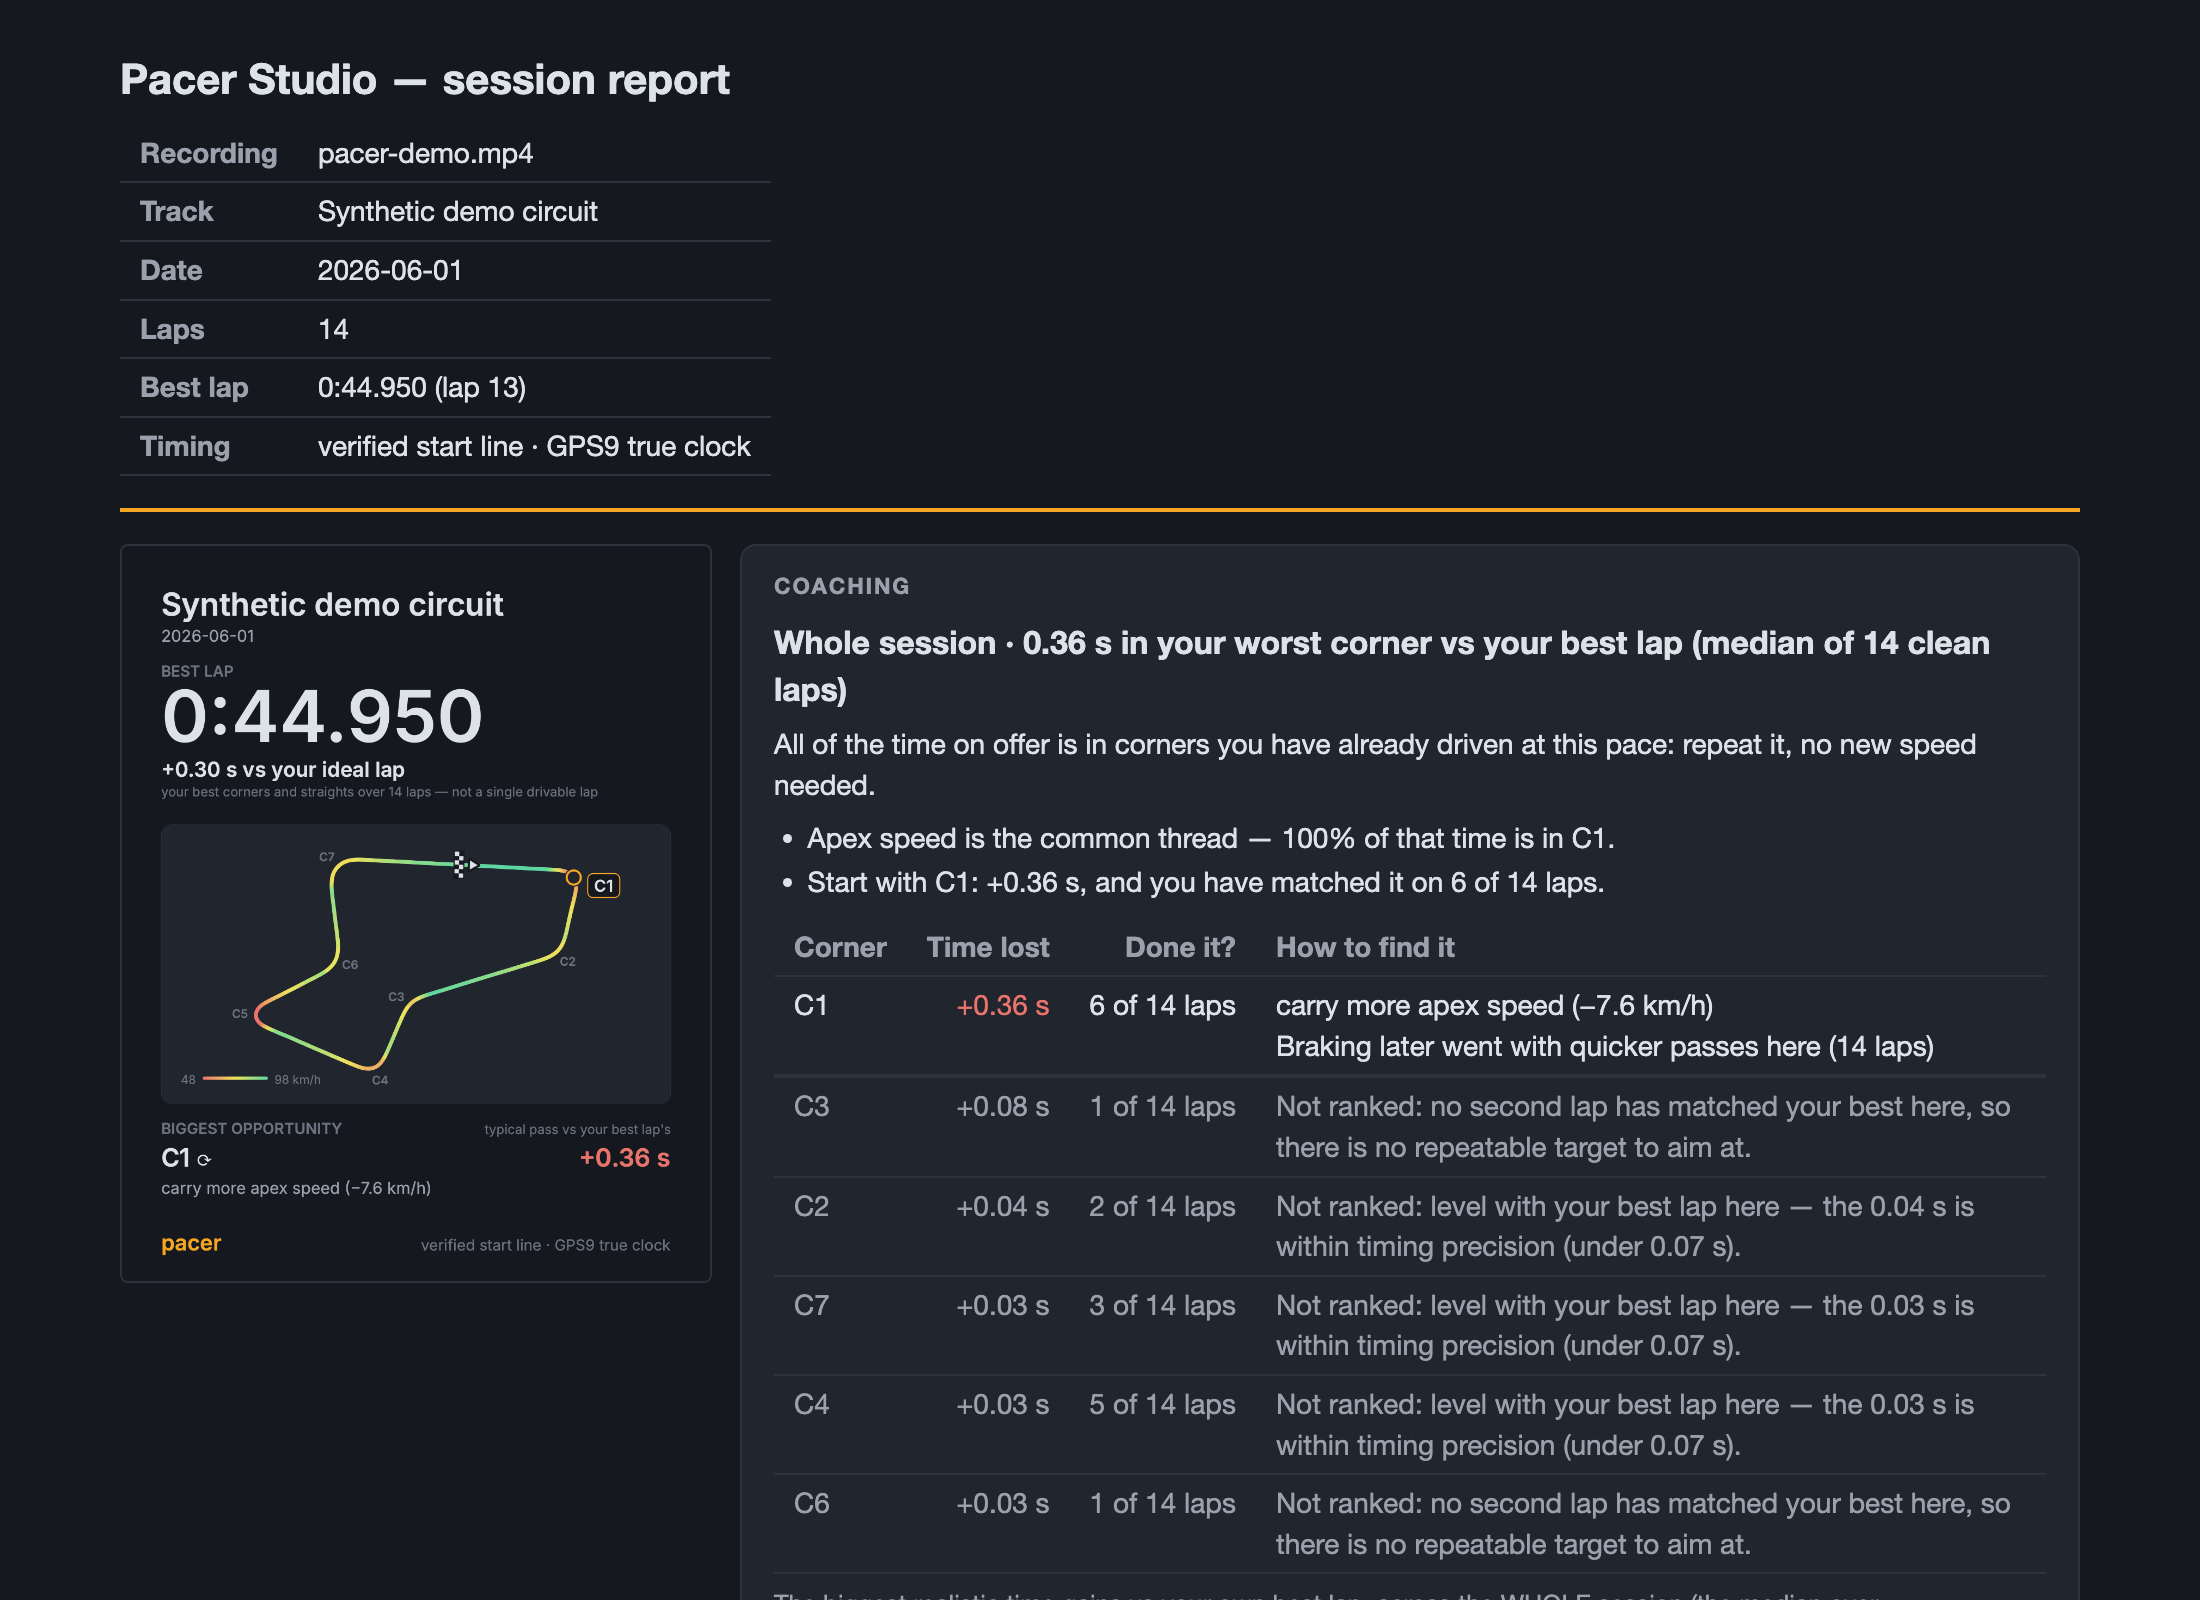 Pacer Studio — session report
Recording pacer-demo.mp4
Track Synthetic demo circuit
Date 2026-06-01
Laps 14
Best lap 0:44.950 (lap 13)
Timing verified start line · GPS9 true clock
Synthetic demo circuit
2026-06-01
BEST LAP
0:44.950
+0.30 s vs your ideal lap
your best corners and straights over 14 laps — not a single drivable lap
C7
C1
C6
C2
C3
C5
C4
48 98 km/h
BIGGEST OPPORTUNITY typical pass vs your best lap's
C1 ⟳ +0.36 s
carry more apex speed (−7.6 km/h)
pacer verified start line · GPS9 true clock
COACHING
Whole session · 0.36 s in your worst corner vs your best lap (median of 14 clean
laps)
All of the time on offer is in corners you have already driven at this pace: repeat it, no new speed
needed.
• Apex speed is the common thread — 100% of that time is in C1.
• Start with C1: +0.36 s, and you have matched it on 6 of 14 laps.
Corner Time lost Done it? How to find it
C1 +0.36 s 6 of 14 laps carry more apex speed (−7.6 km/h)
Braking later went with quicker passes here (14 laps)
C3 +0.08 s 1 of 14 laps Not ranked: no second lap has matched your best here, so
there is no repeatable target to aim at.
C2 +0.04 s 2 of 14 laps Not ranked: level with your best lap here — the 0.04 s is
within timing precision (under 0.07 s).
C7 +0.03 s 3 of 14 laps Not ranked: level with your best lap here — the 0.03 s is
within timing precision (under 0.07 s).
C4 +0.03 s 5 of 14 laps Not ranked: level with your best lap here — the 0.03 s is
within timing precision (under 0.07 s).
C6 +0.03 s 1 of 14 laps Not ranked: no second lap has matched your best here, so
there is no repeatable target to aim at.